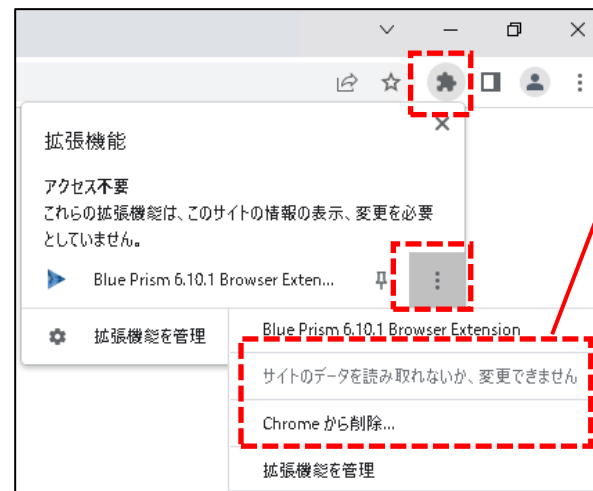 拡張機能
アクセス不要
これらの拡張機能は、このサイトの情報の表示、変更を必要
としていません。
Blue Prism 6.10.1 Browser Exten...
拡張機能を管理
Blue Prism 6.10.1 Browser Extension
サイトのデータを読み取れないか、変更できません
Chrome から削除...
拡張機能を管理